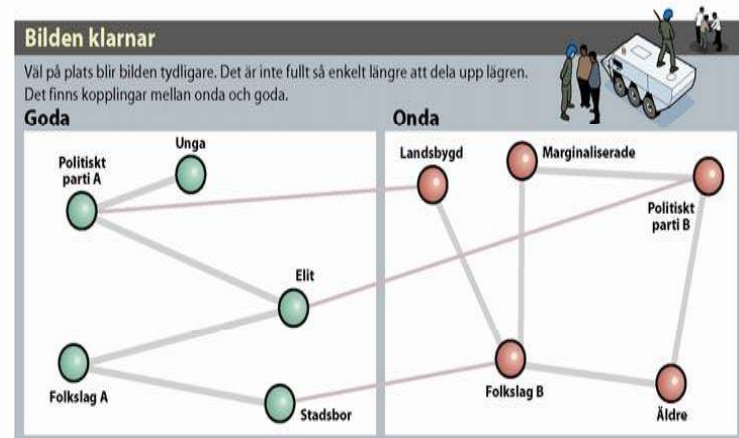 Bilden klarnar
Väl på plats blir bilden tydligare. Det är inte fullt så enkelt längre att dela upp lägren.
Det finns kopplingar mellan onda och goda.
Goda
Unga
Politiskt
parti A
Elit
Folkslag A
Stadsbor
Onda
Landsbygd
Marginaliserade
Politiskt
parti B
Folkslag B
Äldre